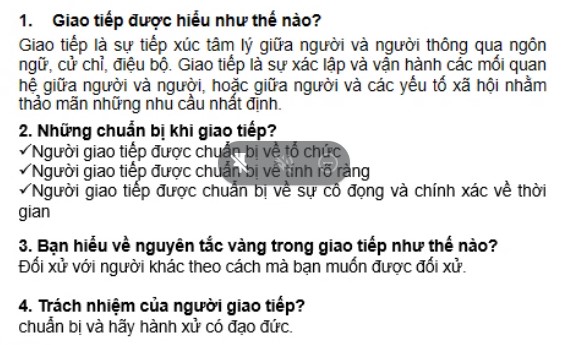 1. Giao tiếp được hiểu như thế nào?
Giao tiếp là sự tiếp xúc tâm lý giữa người và người thông qua ngôn
ngữ, cử chỉ, điệu bộ. Giao tiếp là sự xác lập và vận hành các mối quan
hệ giữa người và người, hoặc giữa người và các yếu tố xã hội nhằm
thảo mãn những nhu cầu nhất định.
2. Những chuẩn bị khi giao tiếp?
✓Người giao tiếp được chuẩn bị về tổ chức
✓Người giao tiếp được chuẩn bị về tính rõ ràng
✓Người giao tiếp được chuẩn bị về sự cô đọng và chính xác về thời
gian
3. Bạn hiểu về nguyên tắc vàng trong giao tiếp như thế nào?
Đối xử với người khác theo cách mà bạn muốn được đối xử.
4. Trách nhiệm của người giao tiếp?
chuẩn bị và hãy hành xử có đạo đức.